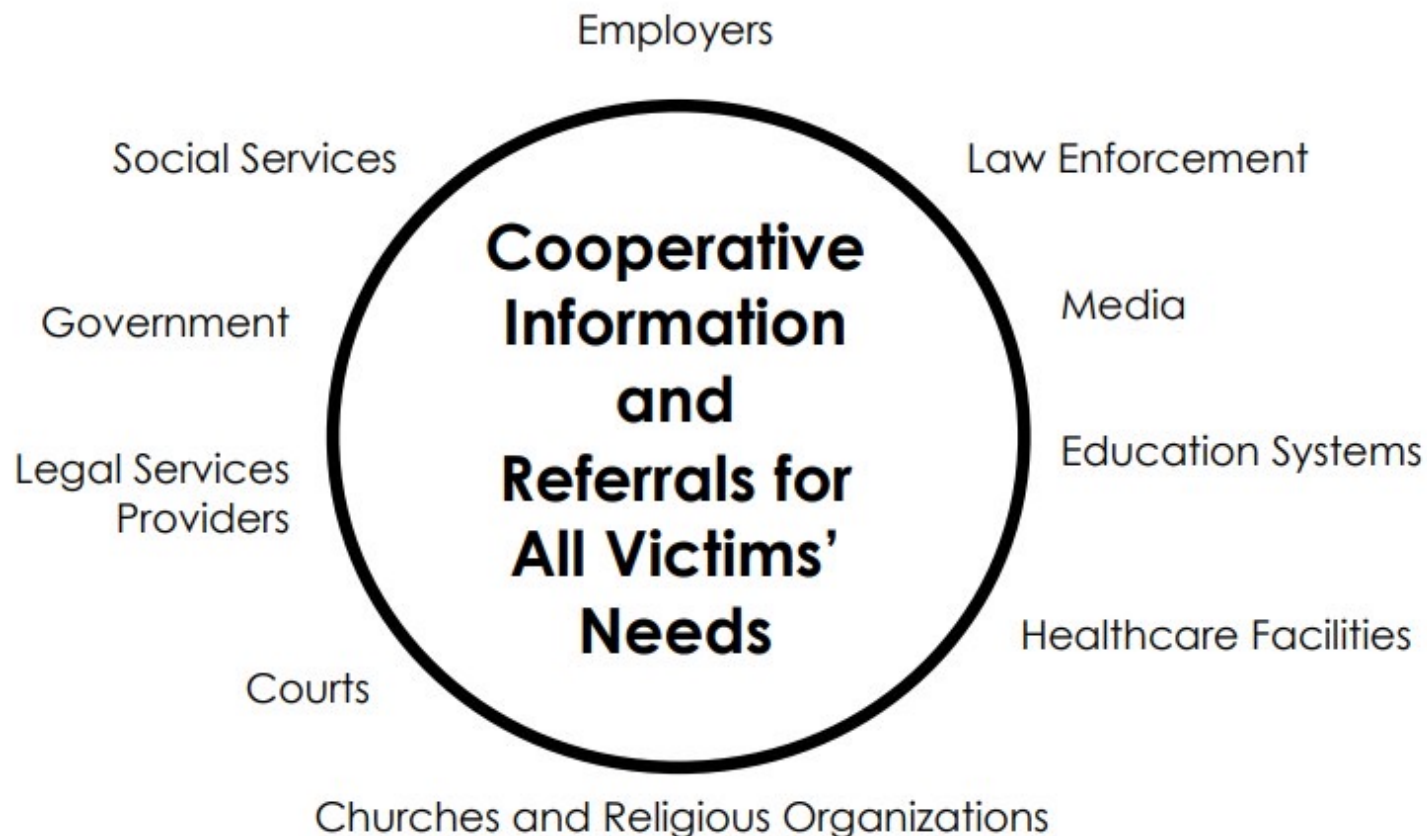 Employers
Social Services
Law Enforcement
Cooperative
Information
and
Referrals for
All Victims’
Needs
Government
Media
Legal Services
Providers
Education Systems
Healthcare Facilities
Courts
Churches and Religious Organizations